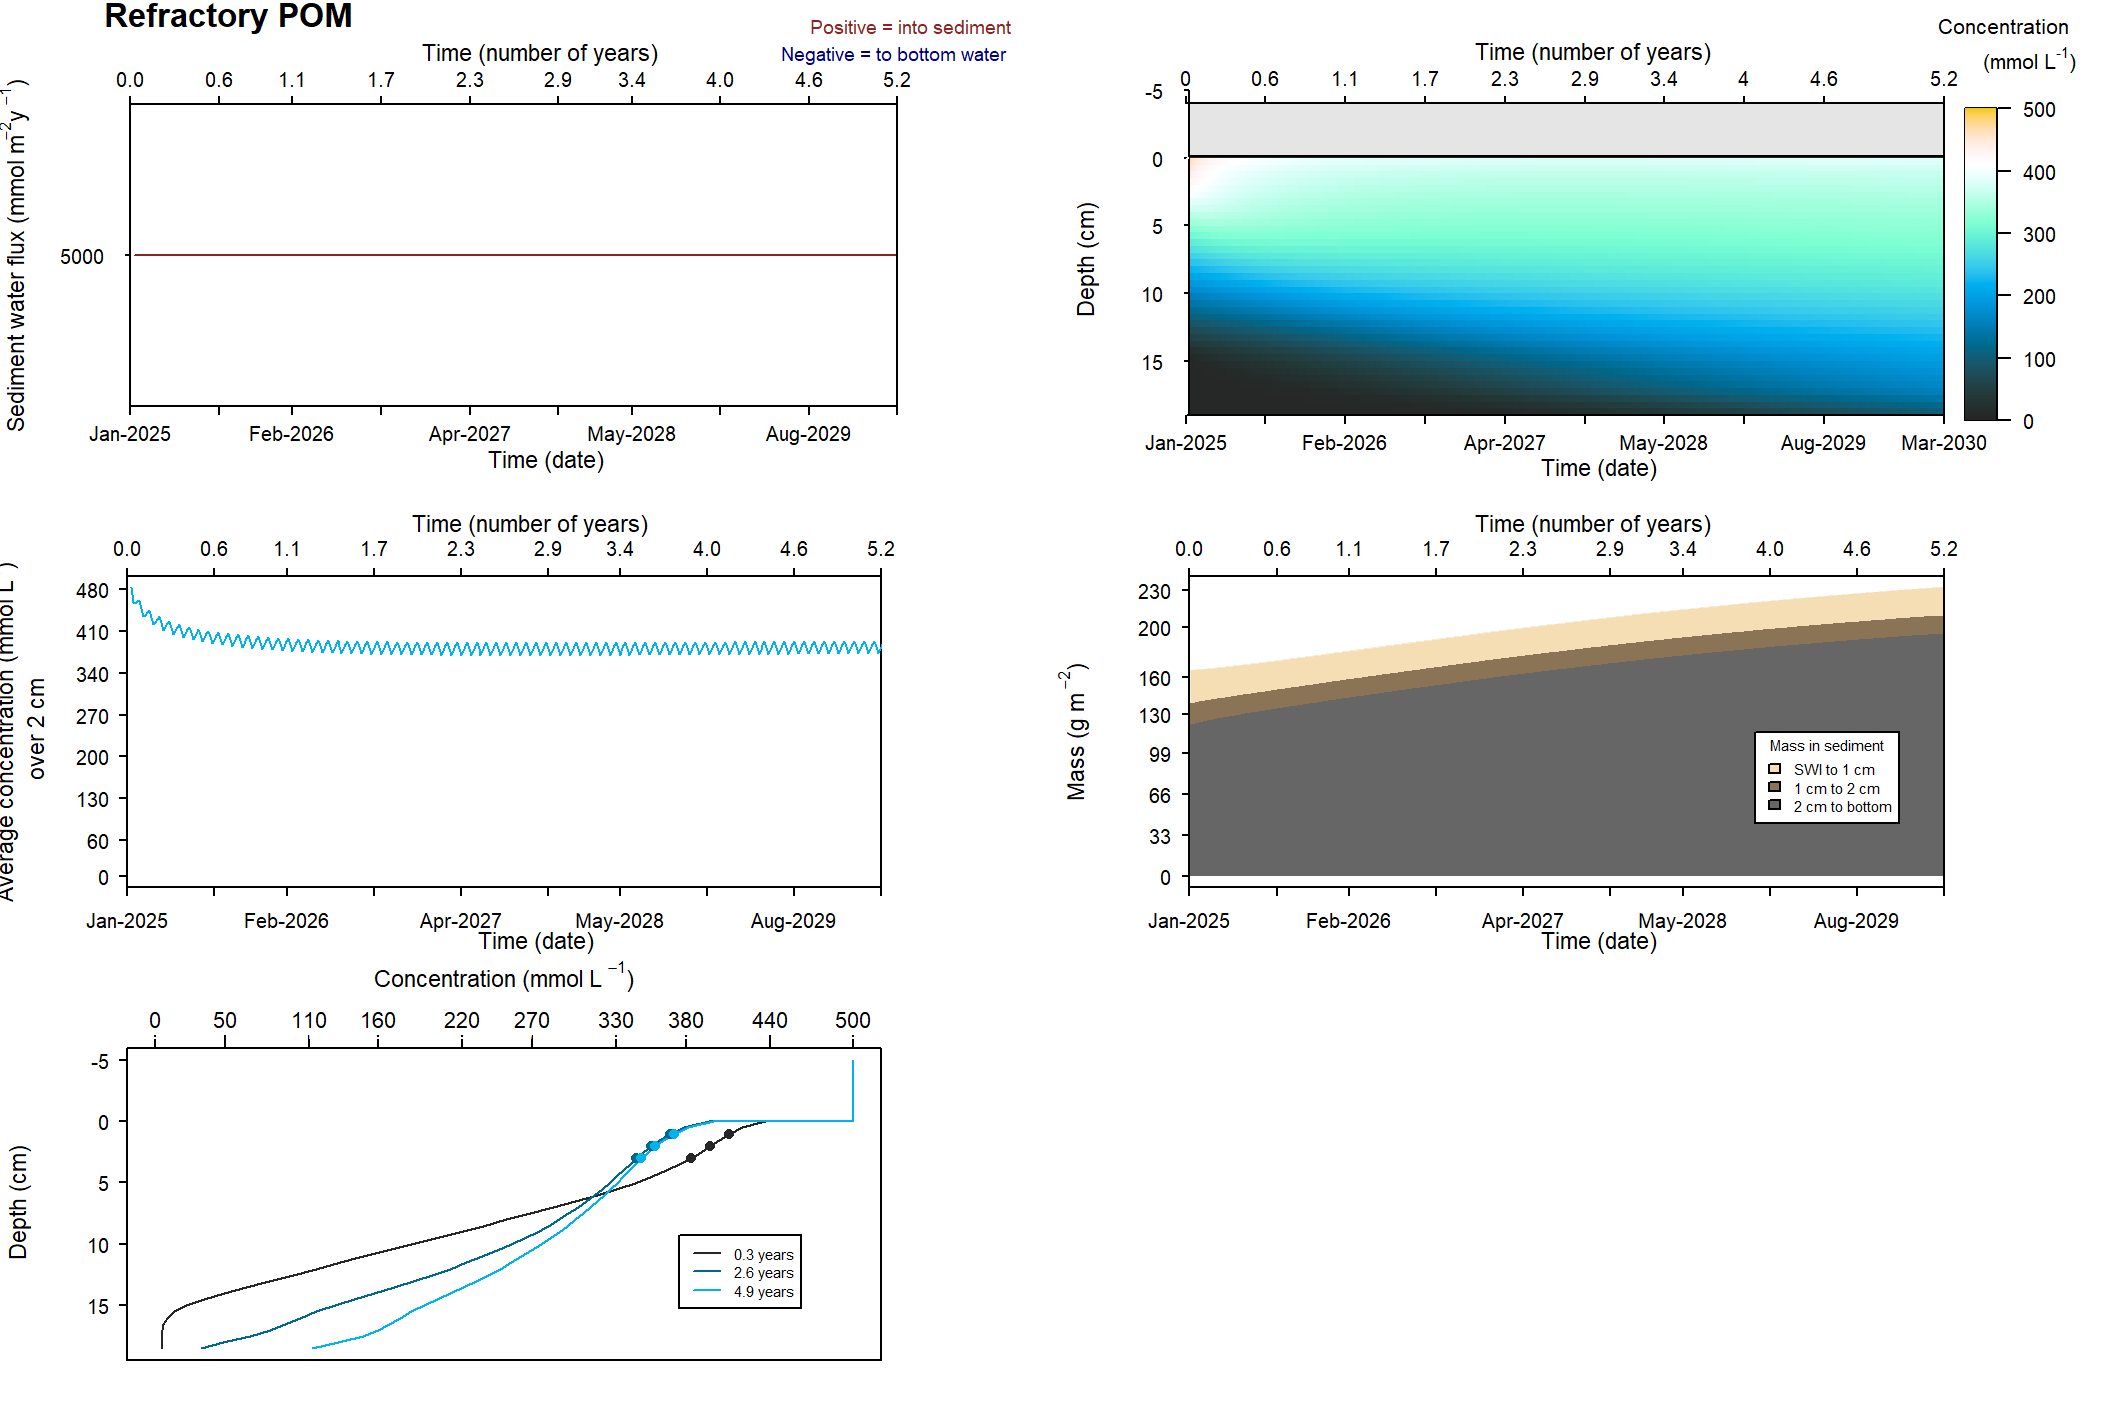 Refractory POM
Positive = into sediment
Negative = to bottom water
Time (number of years)
0.0 0.6 1.1 1.7 2.3 2.9 3.4 4.0 4.6 5.2
Sediment water flux (mmol m−2y−1)
5000
Jan-2025 Feb-2026 Apr-2027 May-2028 Aug-2029
Time (date)
Concentration
(mmol L-1)
Time (number of years)
0 0.6 1.1 1.7 2.3 2.9 3.4 4 4.6 5.2
Depth (cm)
-5
0
5
10
15
500
400
300
200
100
0
Jan-2025 Feb-2026 Apr-2027 May-2028 Aug-2029 Mar-2030
Time (date)
Time (number of years)
0.0 0.6 1.1 1.7 2.3 2.9 3.4 4.0 4.6 5.2
Average concentration (mmol L )
over 2 cm
480
410
340
270
200
130
60
0
Jan-2025 Feb-2026 Apr-2027 May-2028 Aug-2029
Time (date)
Time (number of years)
0.0 0.6 1.1 1.7 2.3 2.9 3.4 4.0 4.6 5.2
Mass (g m−2)
230
200
160
130
99
66
33
0
Mass in sediment
SWI to 1 cm
1 cm to 2 cm
2 cm to bottom
Jan-2025 Feb-2026 Apr-2027 May-2028 Aug-2029
Time (date)
Concentration (mmol L −1)
0 50 110 160 220 270 330 380 440 500
Depth (cm)
-5
0
5
10
15
0.3 years
2.6 years
4.9 years